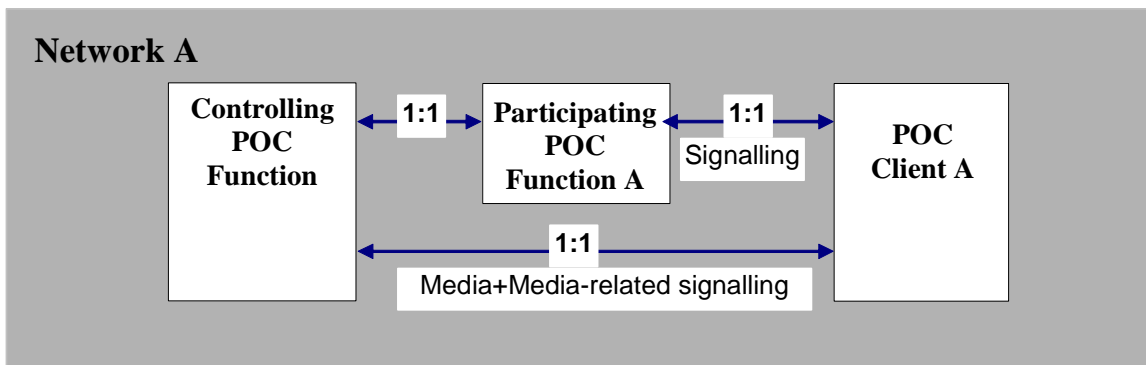 Network A
Controlling
POC
Function
1:1
Participating
POC
Function A
1:1
Signalling
POC
Client A
1:1
Media+Media-related signalling